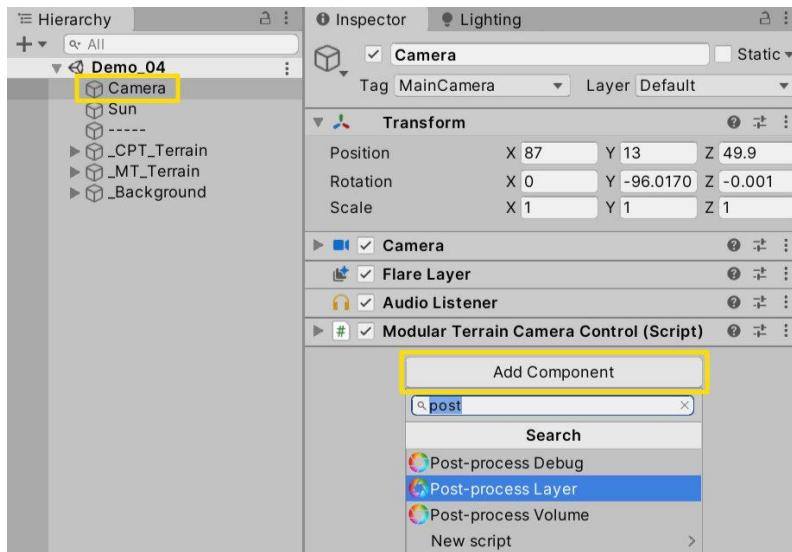 Hierarchy
All
Demo_04
Camera
Sun
-----
_CPT_Terrain
_MT_Terrain
_Background
Inspector Lighting
Camera Static
Tag MainCamera Layer Default
Transform
Position X 87 Y 13 Z 49.9
Rotation X 0 Y -96.0170 Z -0.001
Scale X 1 Y 1 Z 1
Camera
Flare Layer
Audio Listener
# Modular Terrain Camera Control (Script)
Add Component
post
Search
Post-process Debug
Post-process Layer
Post-process Volume
New script